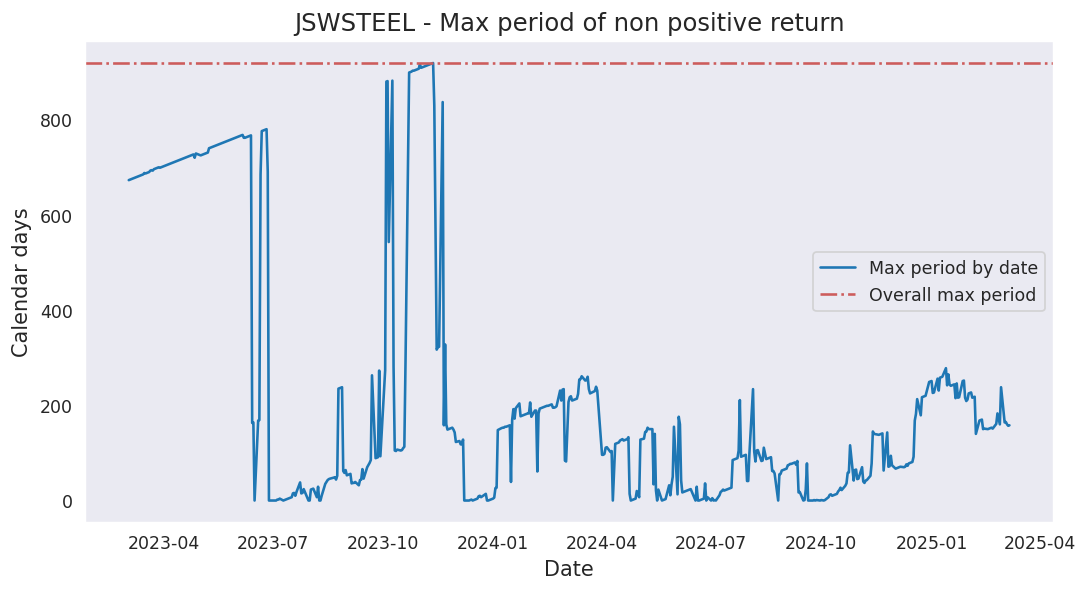 JSWSTEEL - Max period of non positive return
Calendar days
800
600
400
200
0
Max period by date
Overall max period
2023-04 2023-07 2023-10 2024-01 2024-04 2024-07 2024-10 2025-01 2025-04
Date